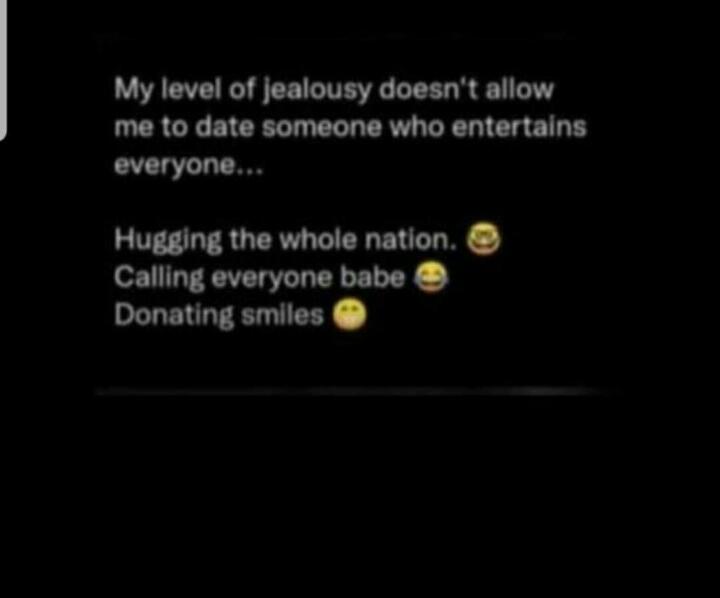 My level of jealousy doesn't allow
me to date someone who entertains
everyone...
Hugging the whole nation. 🤓
Calling everyone babe 😂
Donating smiles 😁